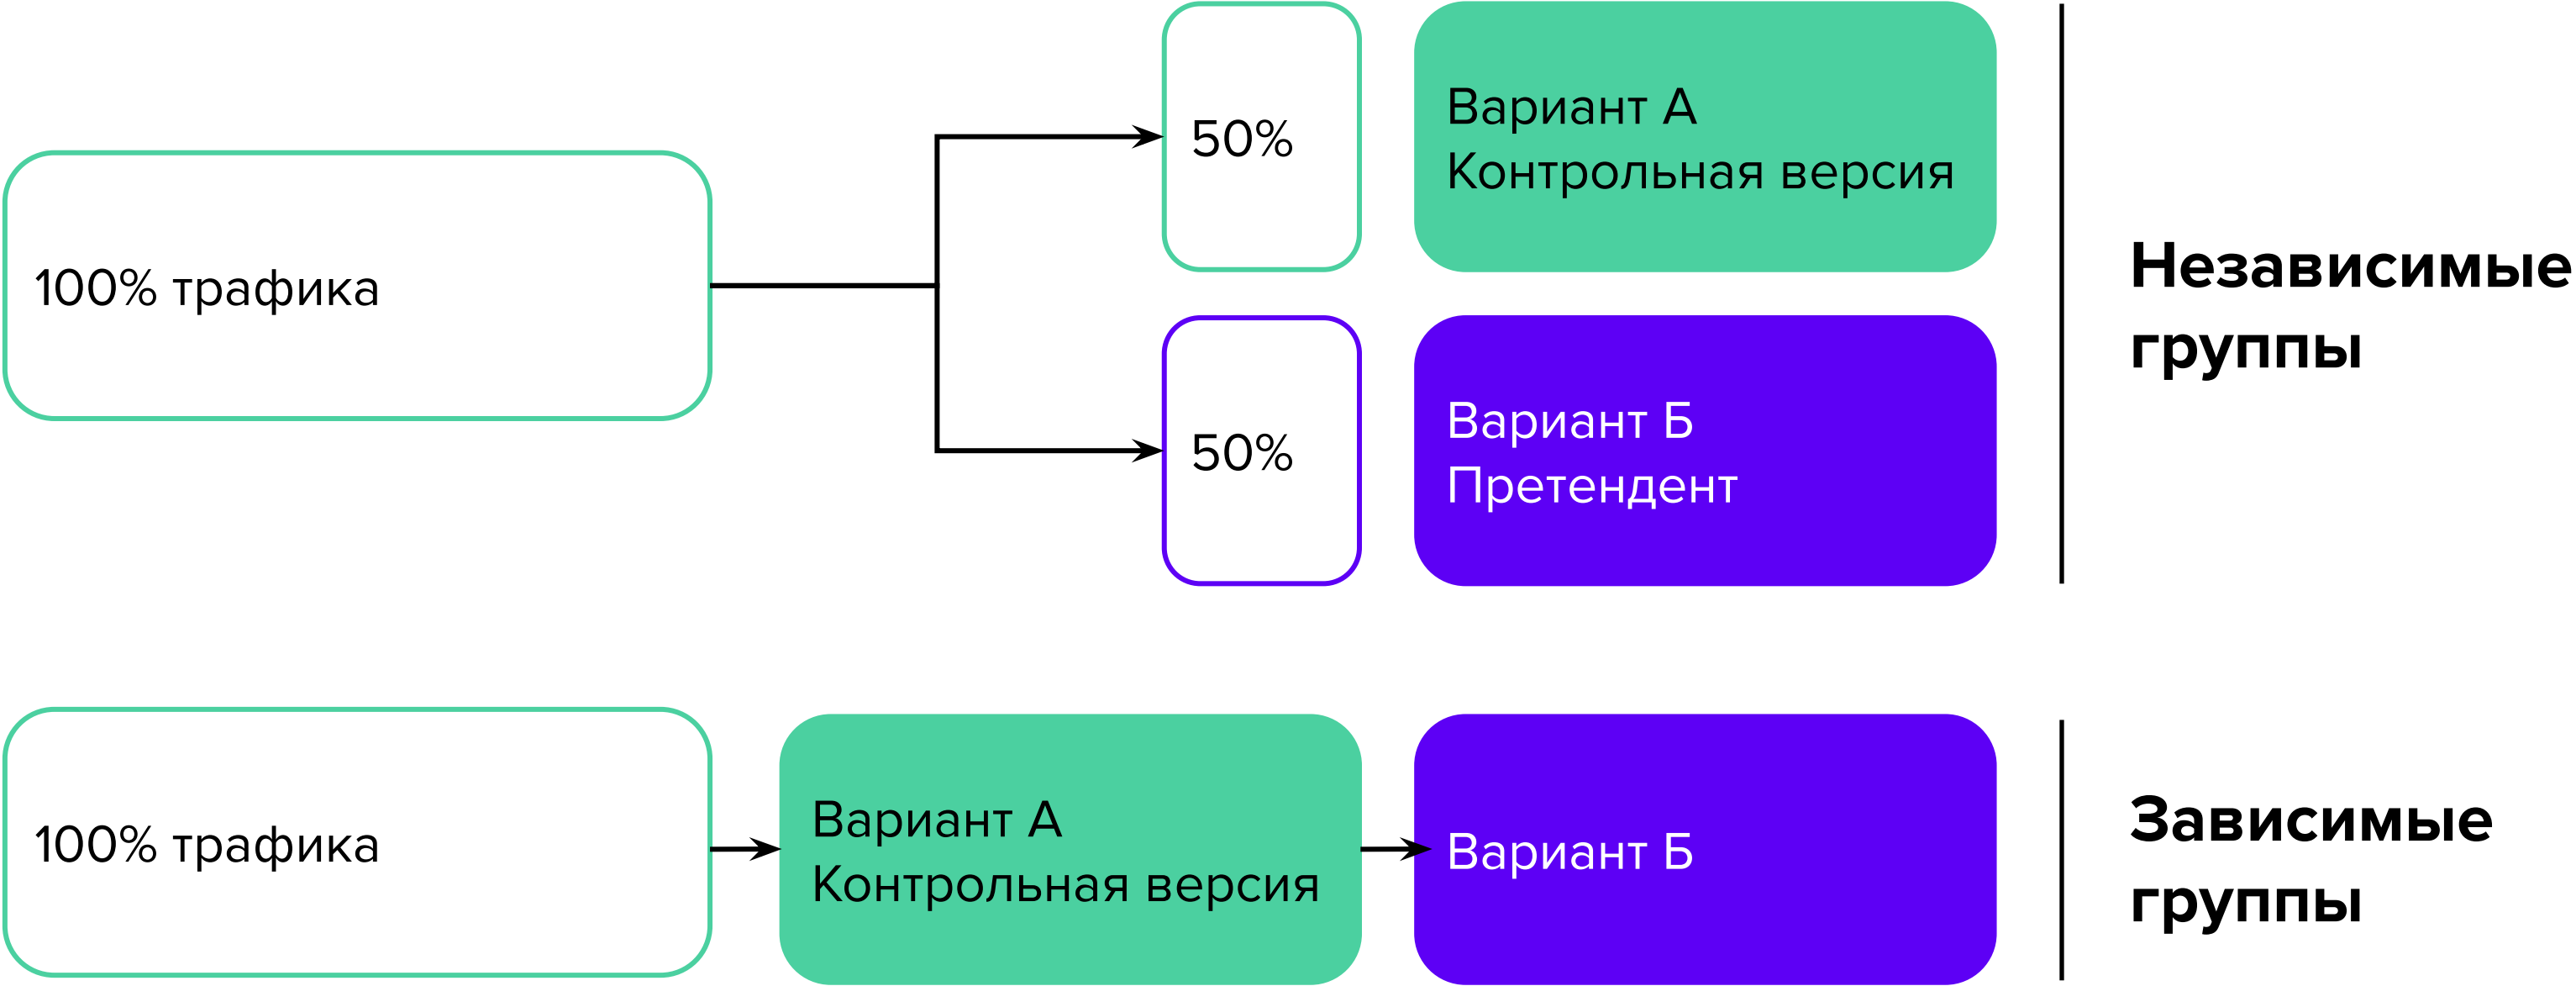 100% трафика
50%
Вариант А
Контрольная версия
50%
Вариант Б
Претендент
Независимые
группы
100% трафика
Вариант А
Контрольная версия
Вариант Б
Зависимые
группы